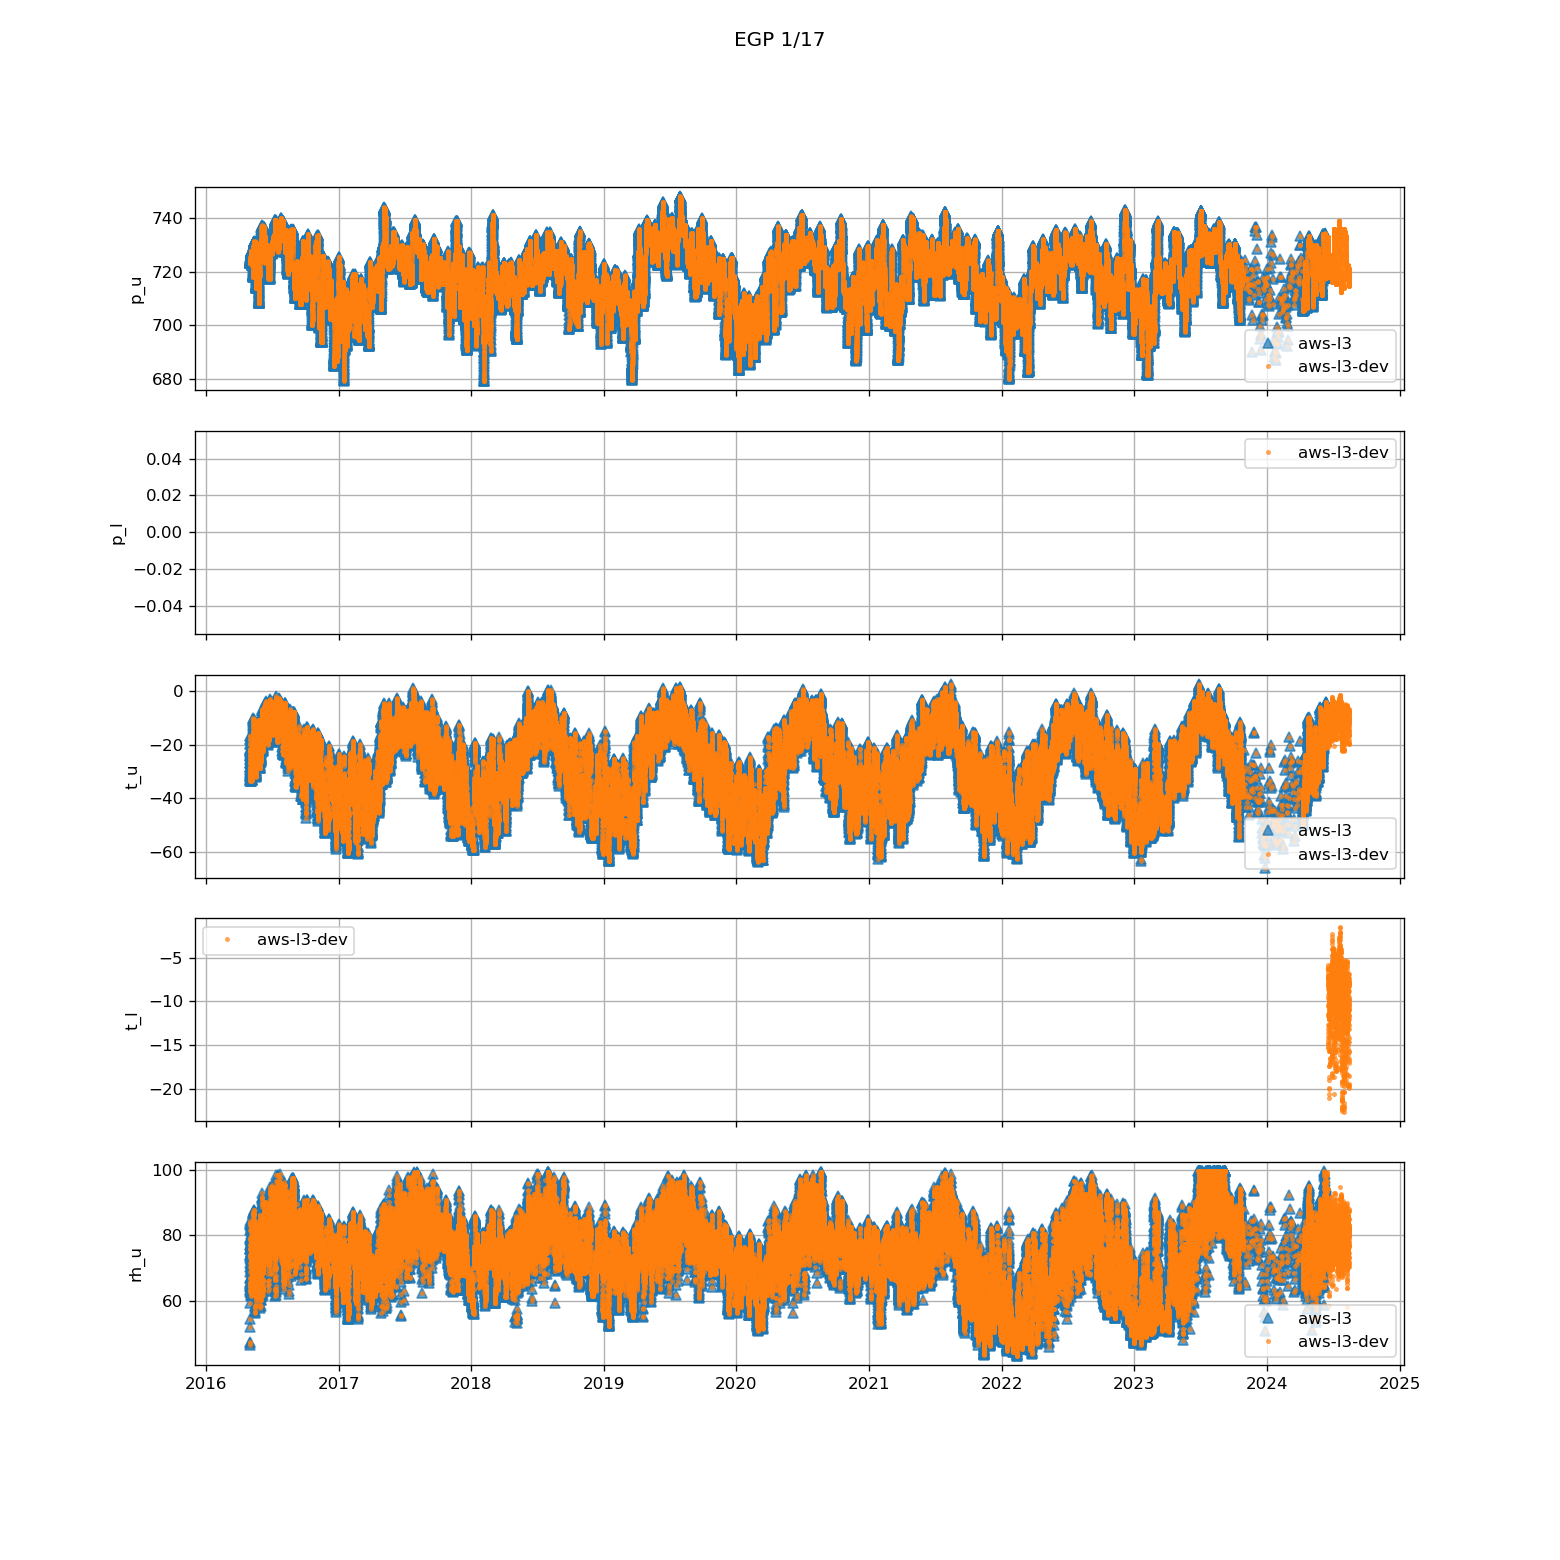 EGP 1/17
740
720
700
680
p_u
aws-l3
aws-l3-dev
0.04
0.02
0.00
−0.02
−0.04
p_l
aws-l3-dev
0
−20
−40
−60
t_u
aws-l3
aws-l3-dev
−5
−10
−15
−20
t_l
aws-l3-dev
100
80
60
rh_u
aws-l3
aws-l3-dev
2016 2017 2018 2019 2020 2021 2022 2023 2024 2025